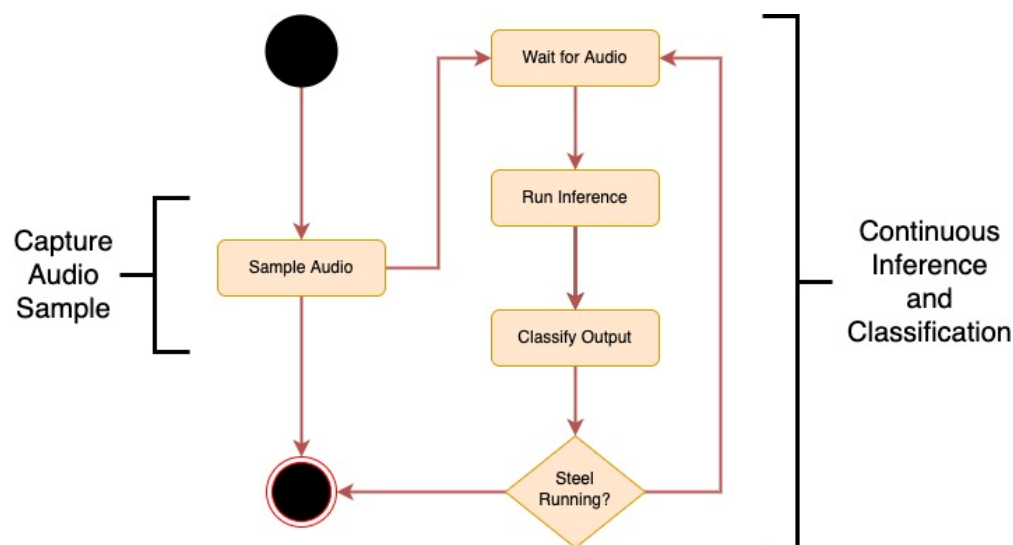 Wait for Audio
Run Inference
Capture
Audio
Sample
Sample Audio
Continuous
Inference
and
Classification
Classify Output
Steel
Running?